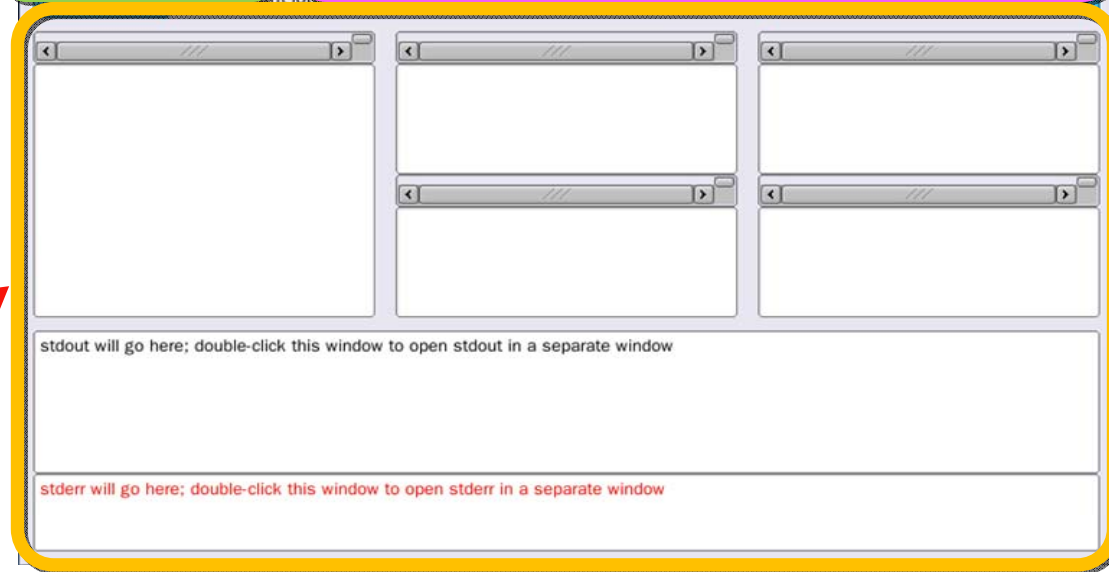 stdout will go here; double-click this window to open stdout in a separate window
stderr will go here; double-click this window to open stderr in a separate window